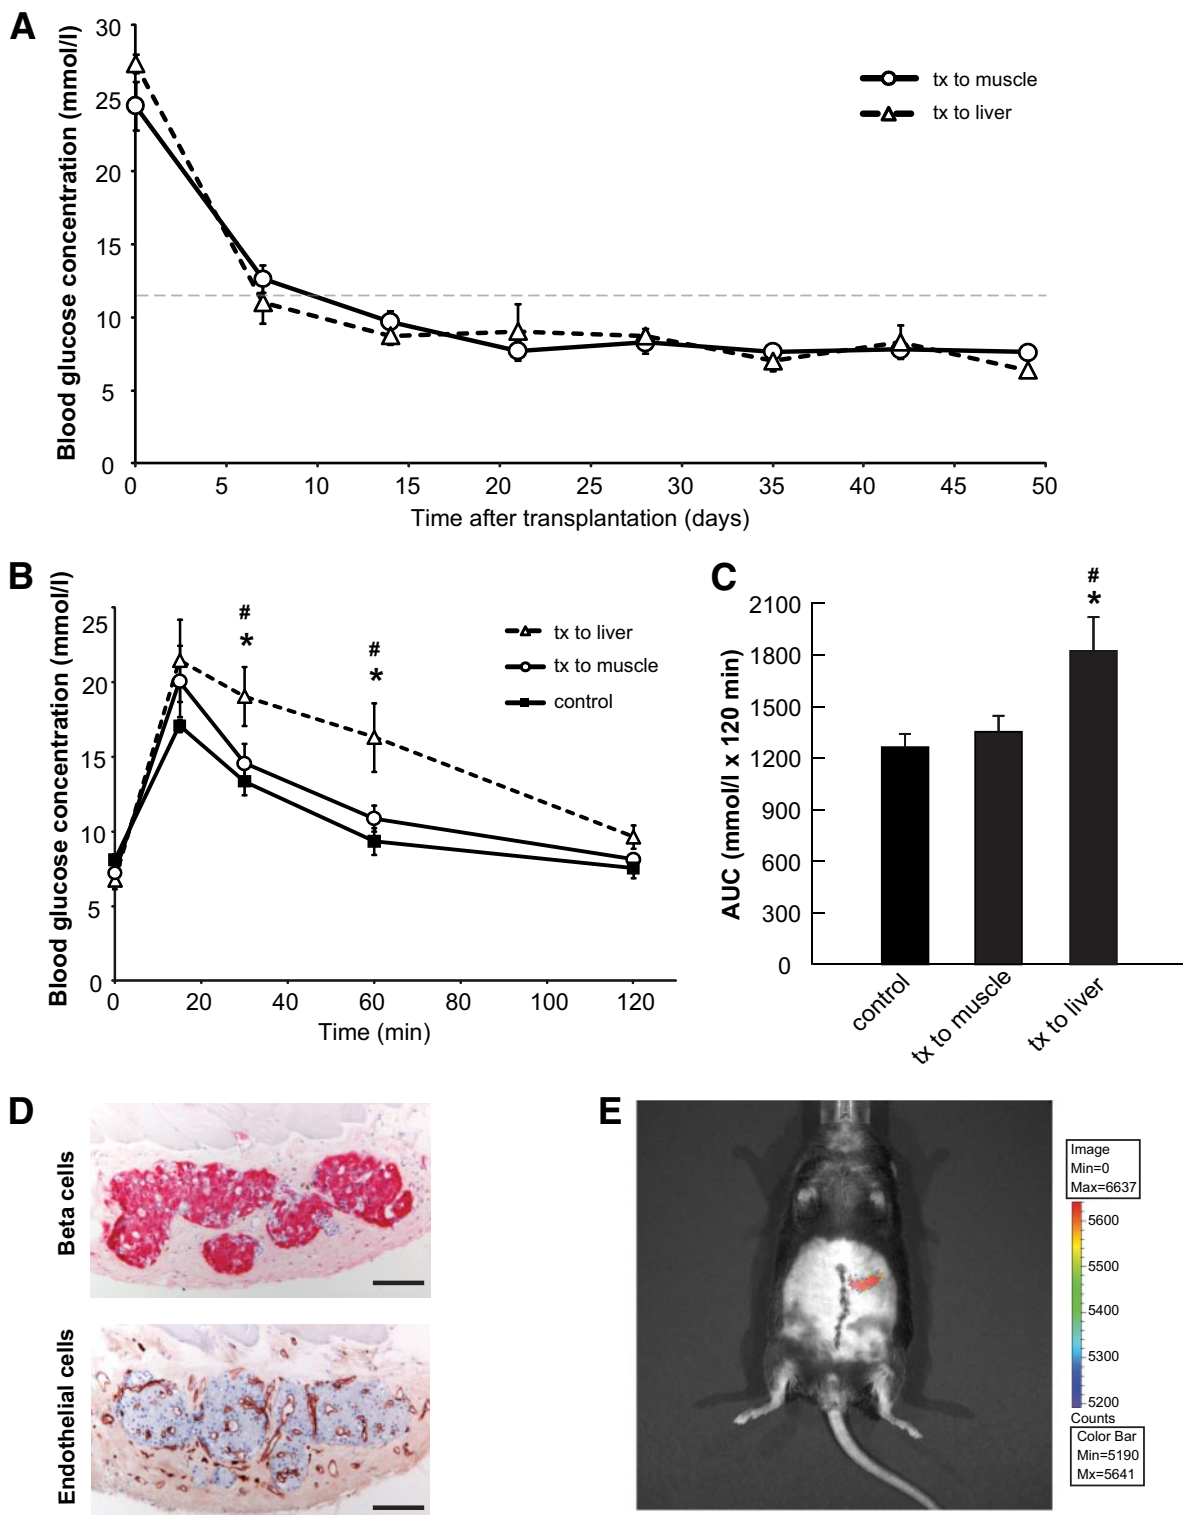 A
Blood glucose concentration (mmol/l)
30
25
20
15
10
5
0
0 5 10 15 20 25 30 35 40 45 50
Time after transplantation (days)
tx to muscle
tx to liver
B
Blood glucose concentration (mmol/l)
25
20
15
10
5
0
0 20 40 60 80 100 120
Time (min)
#
*
#
*
tx to liver
tx to muscle
control
C
AUC (mmol/l x 120 min)
2100
1800
1500
1200
900
600
300
0
#
*
control
tx to muscle
tx to liver
D
Beta cells
Endothelial cells
E
Image
Min=0
Max=6637
5600
5500
5400
5300
5200
Counts
Color Bar
Min=5190
Mx=5641